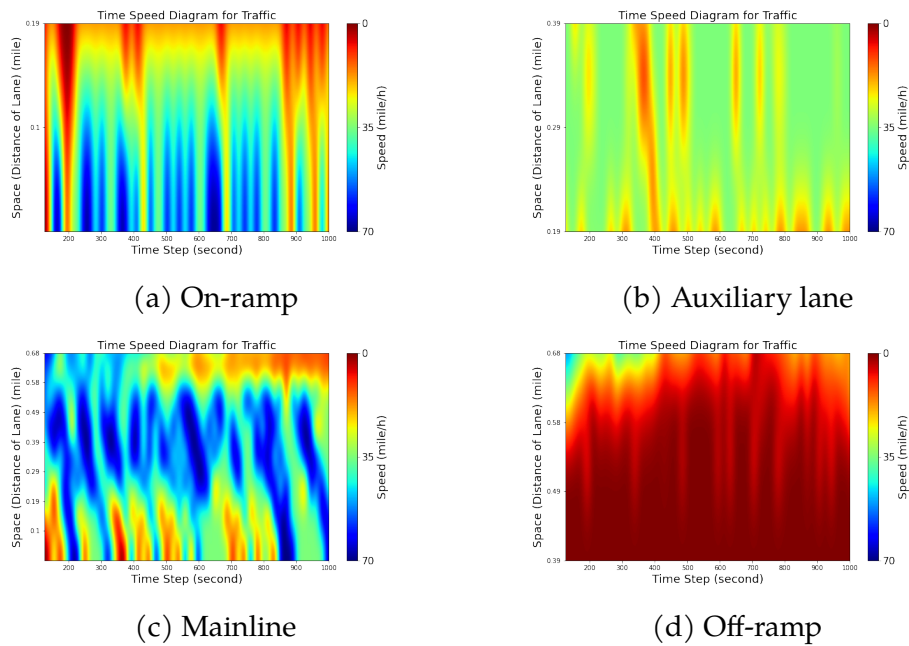 Time Speed Diagram for Traffic
Space (Distance of Lane) (mile)
0.19
0.1
200 300 400 500 600 700 800 900 1000
Time Step (second)
0
35
70
Speed (mile/h)
(a) On-ramp
Time Speed Diagram for Traffic
Space (Distance of Lane) (mile)
0.39
0.29
0.19
200 300 400 500 600 700 800 900 1000
Time Step (second)
0
35
70
Speed (mile/h)
(b) Auxiliary lane
Time Speed Diagram for Traffic
Space (Distance of Lane) (mile)
0.68
0.58
0.49
0.39
0.29
0.19
0.1
200 300 400 500 600 700 800 900 1000
Time Step (second)
0
35
70
Speed (mile/h)
(c) Mainline
Time Speed Diagram for Traffic
Space (Distance of Lane) (mile)
0.68
0.58
0.49
0.39
200 300 400 500 600 700 800 900 1000
Time Step (second)
0
35
70
Speed (mile/h)
(d) Off-ramp